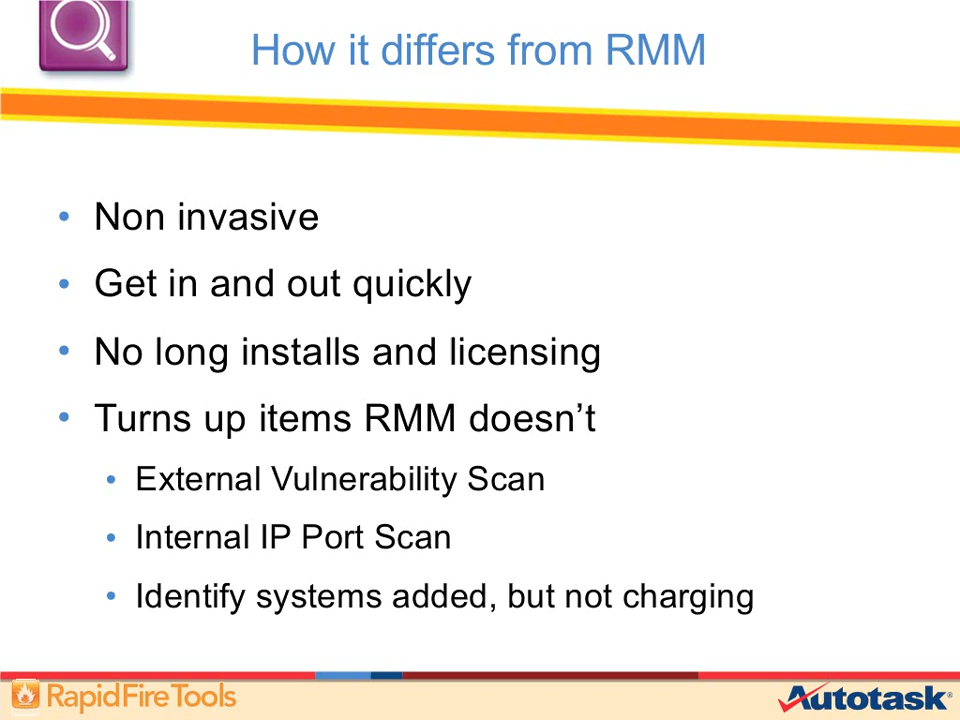 How it differs from RMM
• Non invasive
• Get in and out quickly
• No long installs and licensing
• Turns up items RMM doesn’t
• External Vulnerability Scan
• Internal IP Port Scan
• Identify systems added, but not charging
RapidFireTools
Autotask®